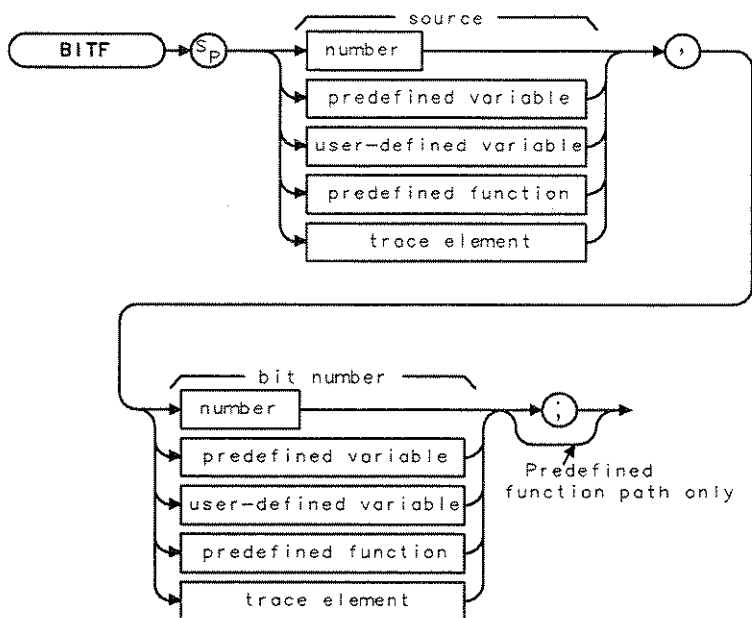 source
BITF
SP
number
,
predefined variable
user-defined variable
predefined function
trace element
bit number
number
;
predefined variable
Predefined
function path only
user-defined variable
predefined function
trace element